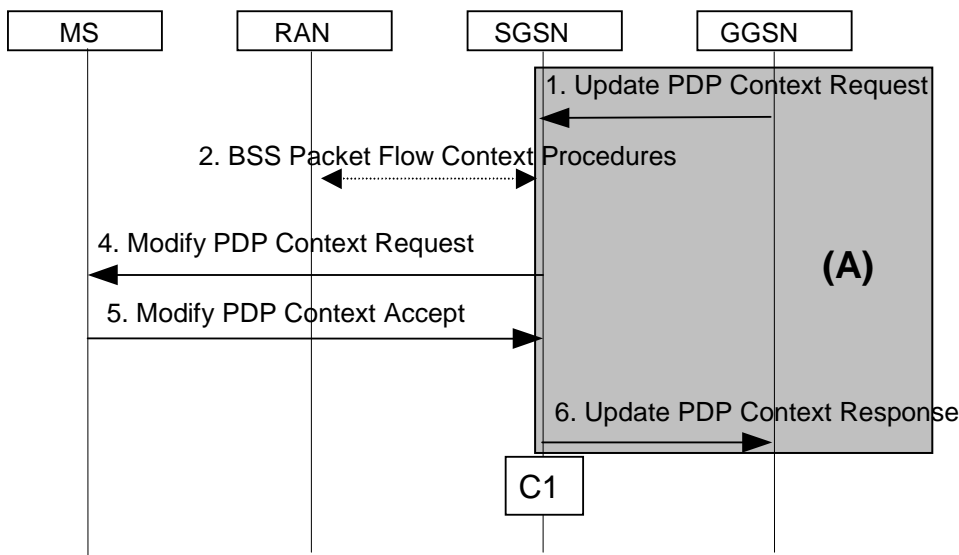 MS
RAN
SGSN
GGSN
1. Update PDP Context Request
2. BSS Packet Flow Context Procedures
4. Modify PDP Context Request
(A)
5. Modify PDP Context Accept
6. Update PDP Context Response
C1